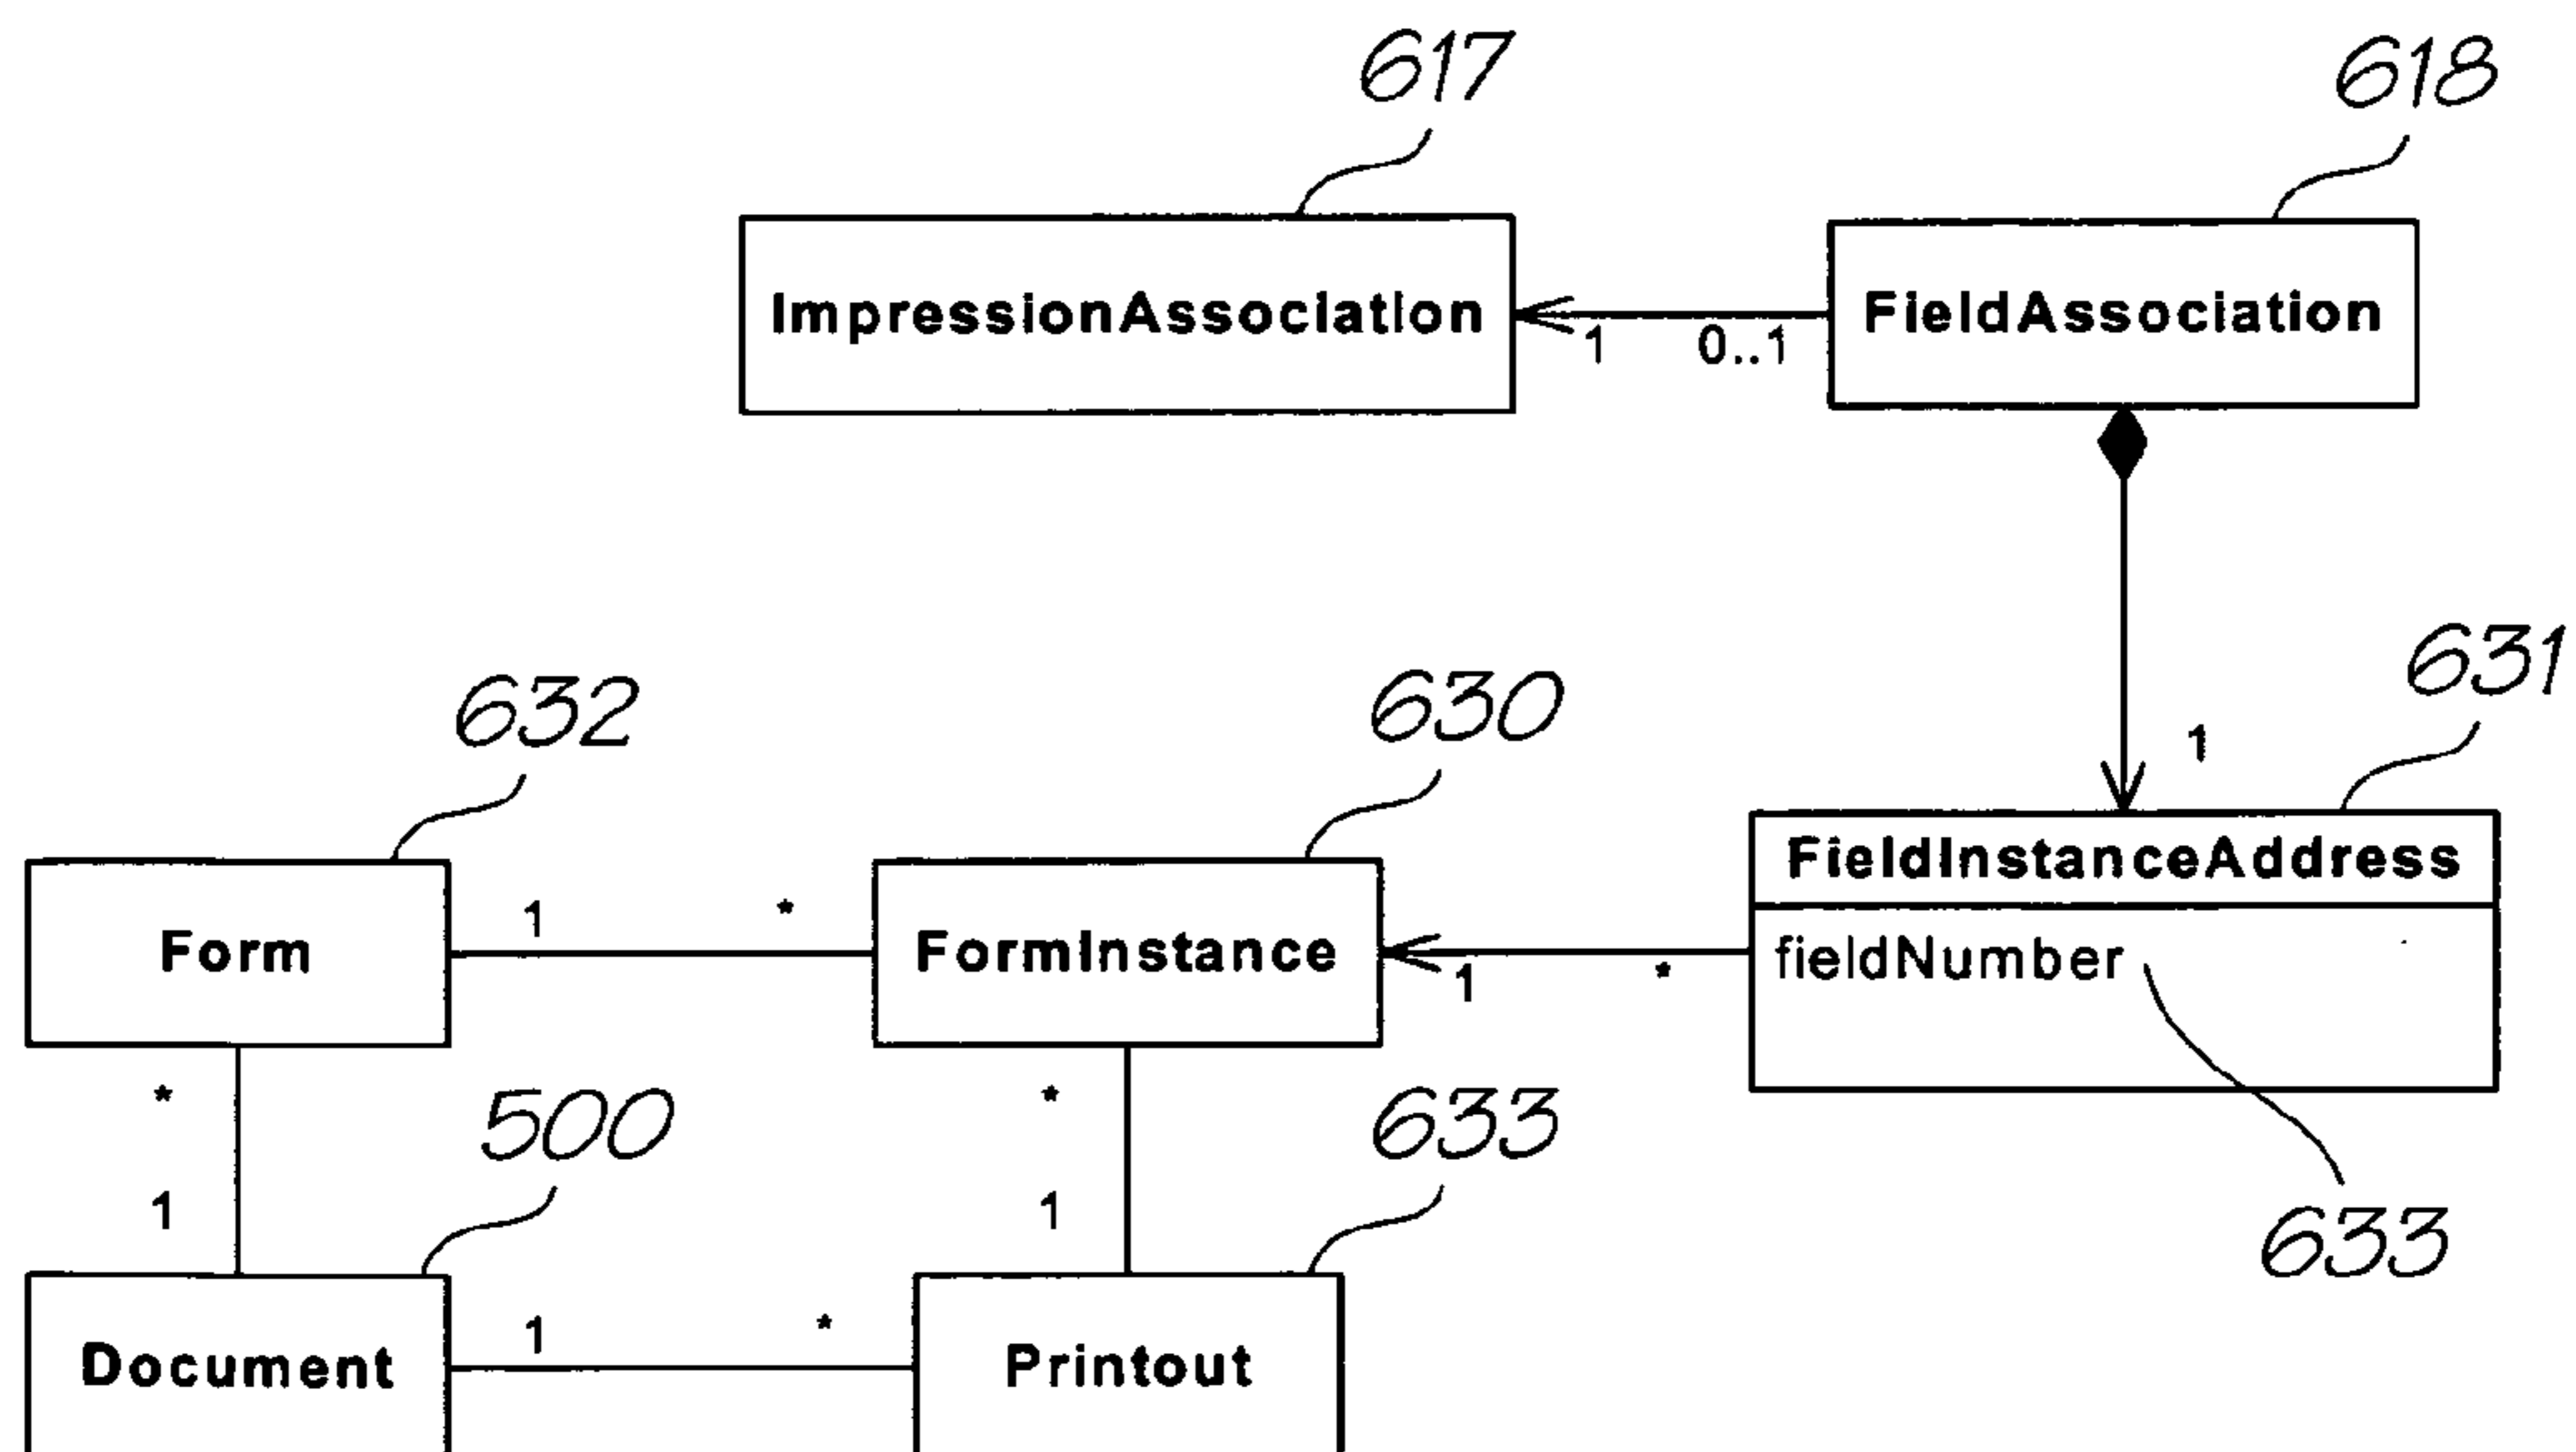 617
618
ImpressionAssociation
1
0..1
FieldAssociation
632
630
631
1
FieldInstanceAddress
Form
1
*
FormInstance
1
*
fieldNumber
*
1
500
*
1
633
633
Document
1
*
Printout